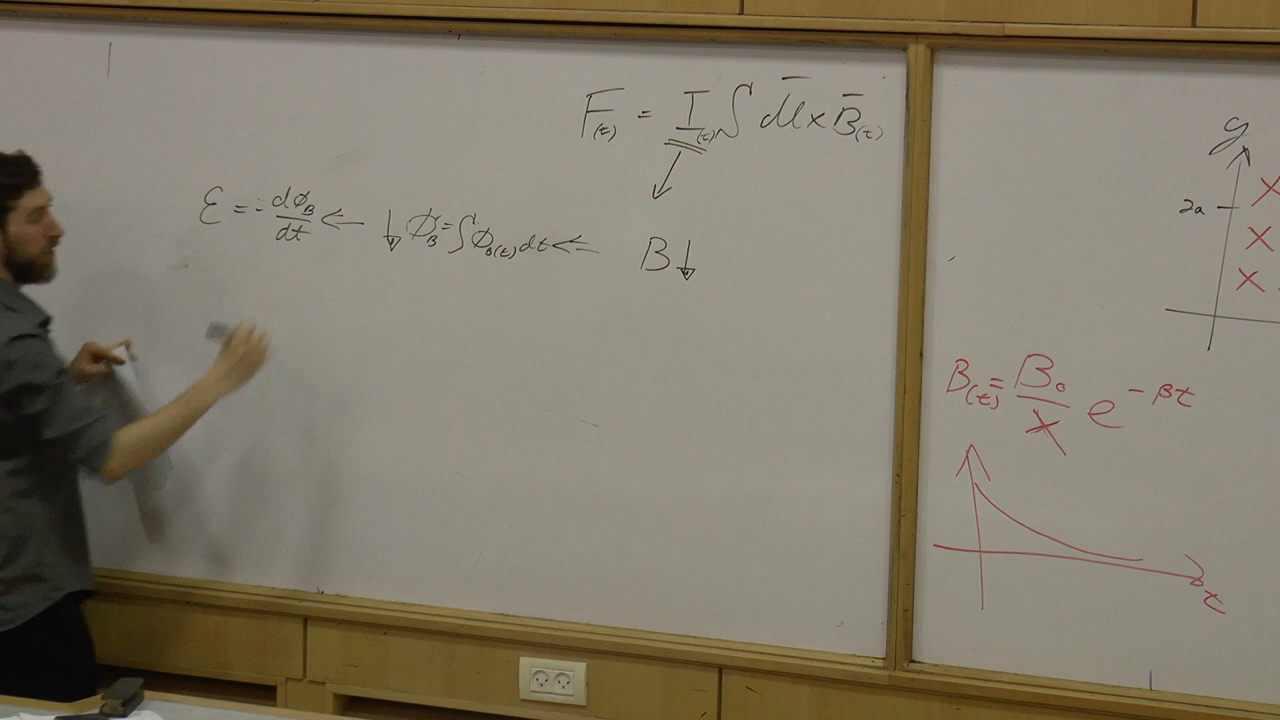 F(t) = I(t) ∫ dl̄ × B̄(t)
ε = - dϕB/dt ⇐ ↓ ϕB = ∫ ϕB(t) dt ⇐ B↓
y
2a
X
X
X
B(t) = B₀/x e^(-βt)
t